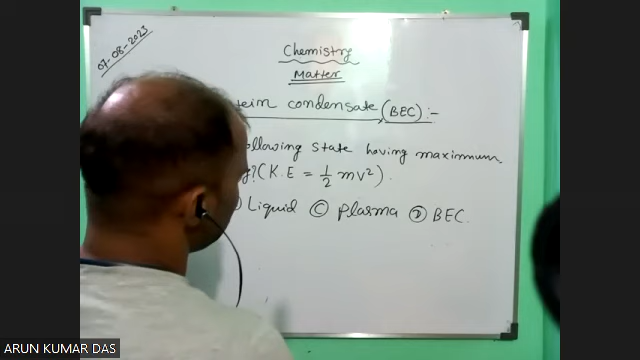 07-08-2023
Chemistry
Matter
tein condensate (BEC):-
ollowing state having maximum
g? (K.E = 1/2 mv²).
) Liquid Ⓒ plasma Ⓓ BEC.
ARUN KUMAR DAS